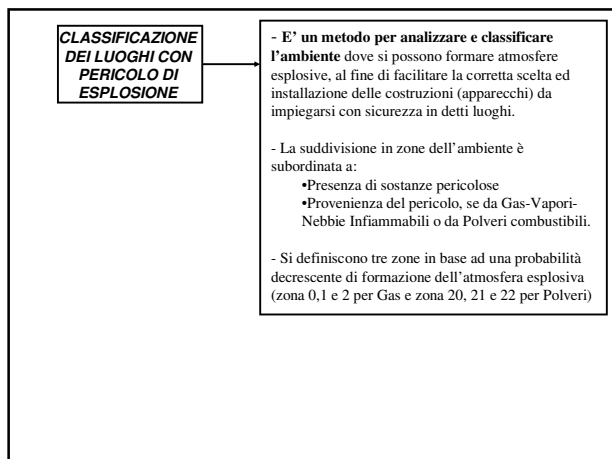 CLASSIFICAZIONE
DEI LUOGHI CON
PERICOLO DI
ESPLOSIONE
- E' un metodo per analizzare e classificare
l'ambiente dove si possono formare atmosfere
esplosive, al fine di facilitare la corretta scelta ed
installazione delle costruzioni (apparecchi) da
impiegarsi con sicurezza in detti luoghi.
- La suddivisione in zone dell'ambiente è
subordinata a:
•Presenza di sostanze pericolose
•Provenienza del pericolo, se da Gas-Vapori-
Nebbie Infiammabili o da Polveri combustibili.
- Si definiscono tre zone in base ad una probabilità
decrescente di formazione dell'atmosfera esplosiva
(zona 0,1 e 2 per Gas e zona 20, 21 e 22 per Polveri)